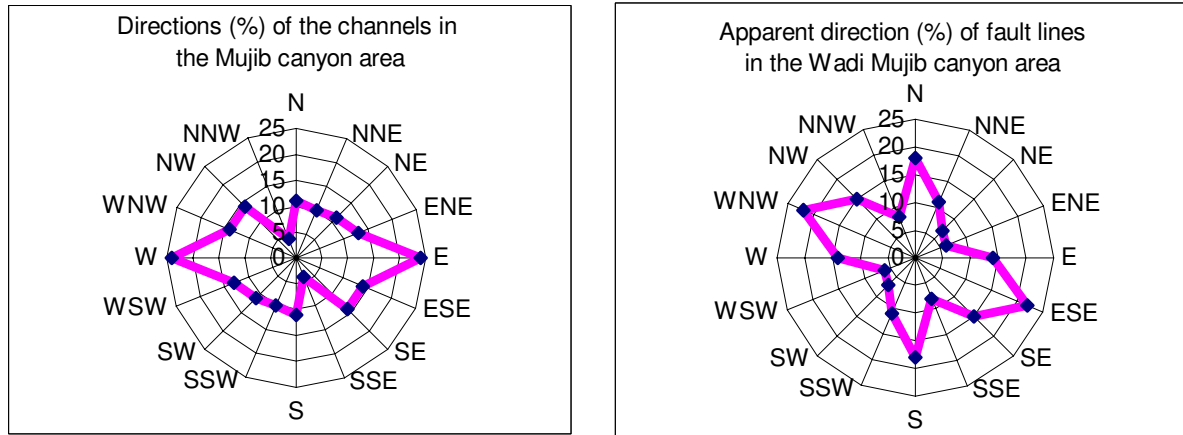 Directions (%) of the channels in
the Mujib canyon area
N
NNE
NE
ENE
E
ESE
SE
SSE
S
SSW
SW
WSW
W
WNW
NW
NNW
25
20
15
10
5
0
Apparent direction (%) of fault lines
in the Wadi Mujib canyon area
N
NNE
NE
ENE
E
ESE
SE
SSE
S
SSW
SW
WSW
W
WNW
NW
NNW
25
20
15
10
5
0